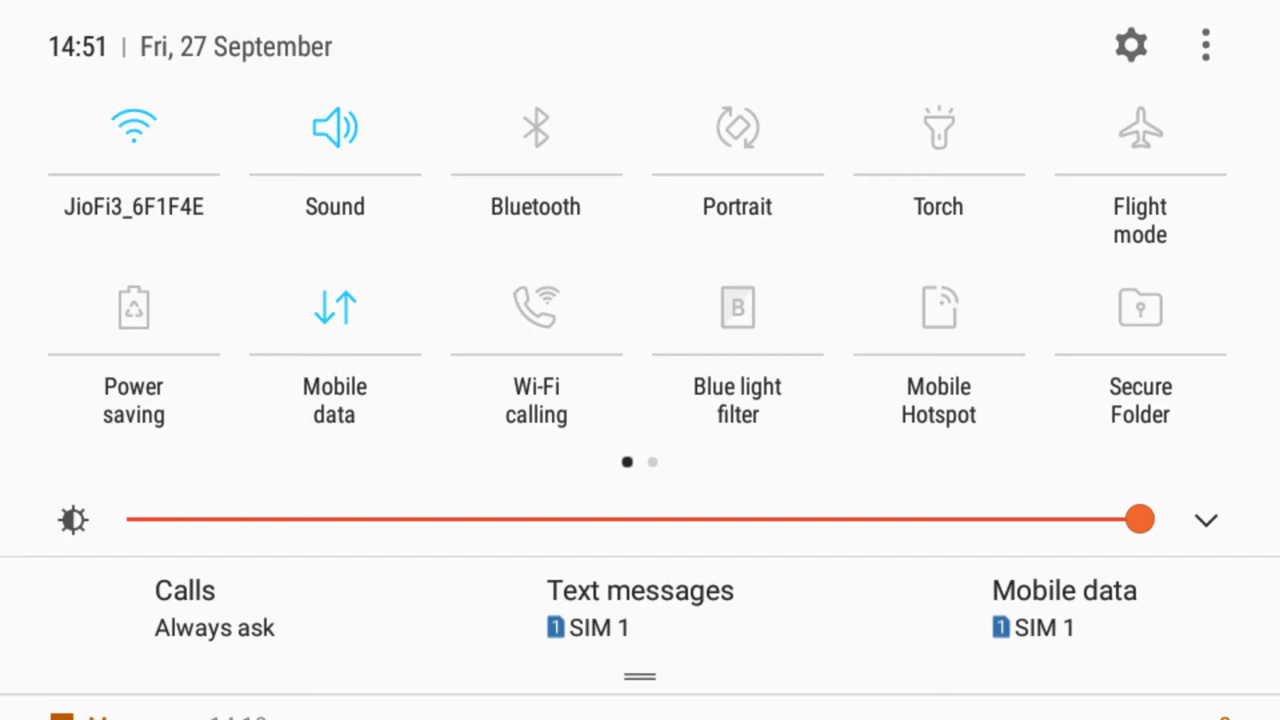 14:51 | Fri, 27 September
JioFi3_6F1F4E Sound Bluetooth Portrait Torch Flight mode
B
Power saving Mobile data Wi-Fi calling Blue light filter Mobile Hotspot Secure Folder
Calls Text messages Mobile data
Always ask 1 SIM 1 1 SIM 1